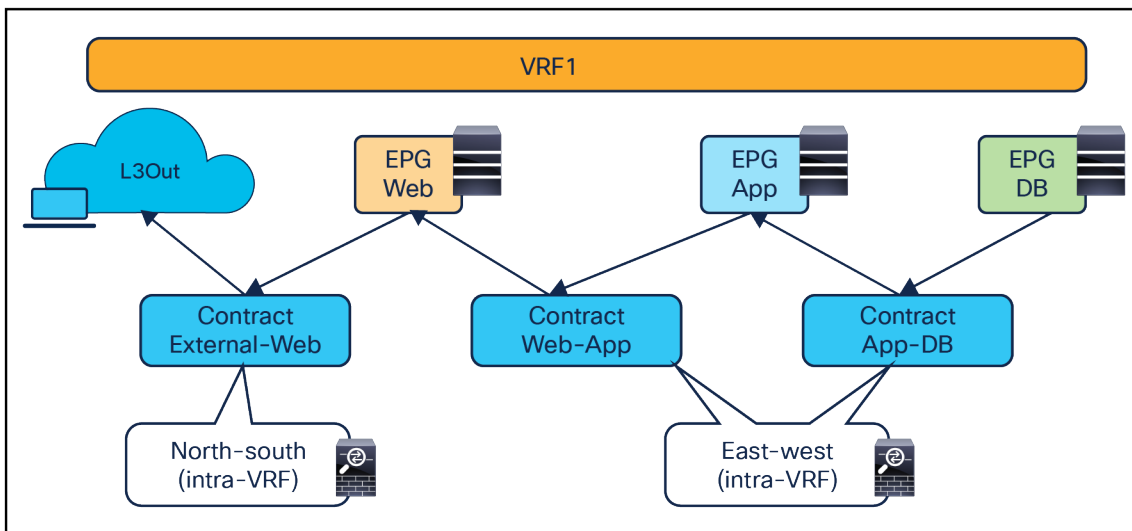 VRF1
L3Out
EPG
Web
EPG
App
EPG
DB
Contract
External-Web
Contract
Web-App
Contract
App-DB
North-south
(intra-VRF)
East-west
(intra-VRF)